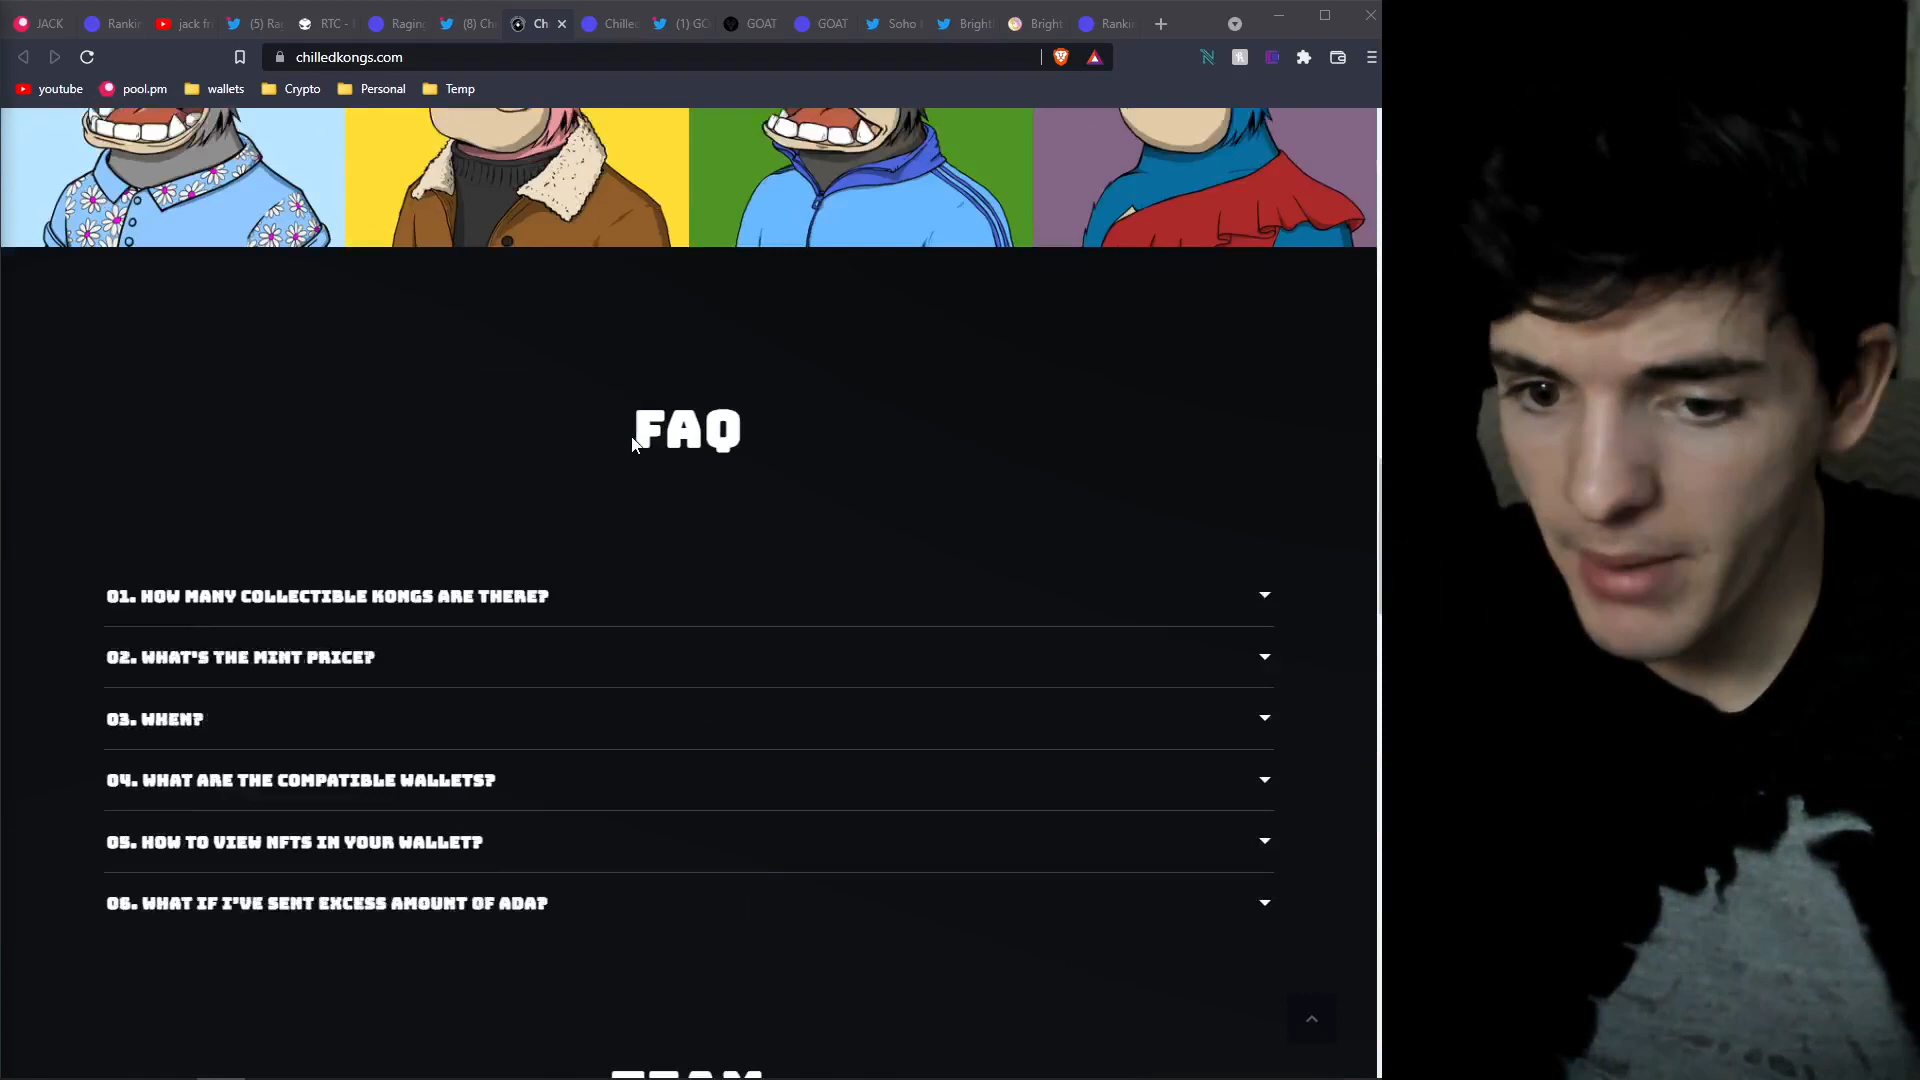 JACK Rankin jack fr (5) Rag RTC - Raging (8) Ch Ch Chilled (1) GO GOAT GOAT Soho Bright Bright Rankin
chilledkongs.com
youtube pool.pm wallets Crypto Personal Temp
FAQ
01. HOW MANY COLLECTIBLE KONGS ARE THERE?
02. WHAT'S THE MINT PRICE?
03. WHEN?
04. WHAT ARE THE COMPATIBLE WALLETS?
05. HOW TO VIEW NFTS IN YOUR WALLET?
06. WHAT IF I'VE SENT EXCESS AMOUNT OF ADA?
TEAM